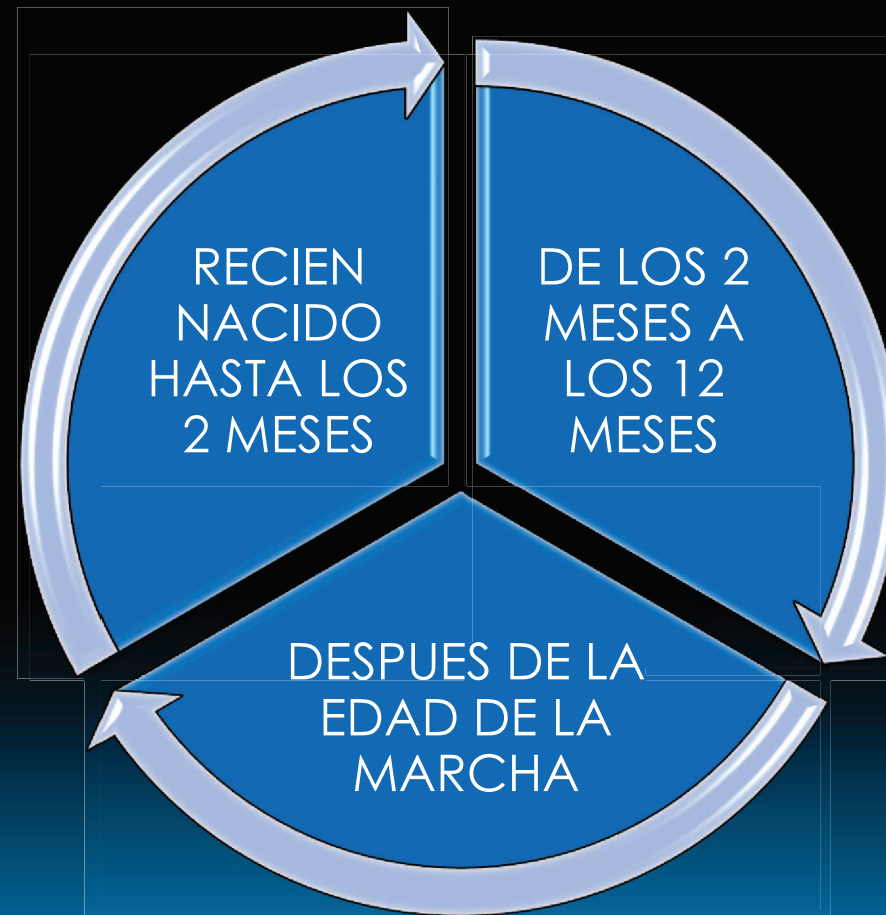 RECIEN
NACIDO
HASTA LOS
2 MESES
DE LOS 2
MESES A
LOS 12
MESES
DESPUES DE LA
EDAD DE LA
MARCHA